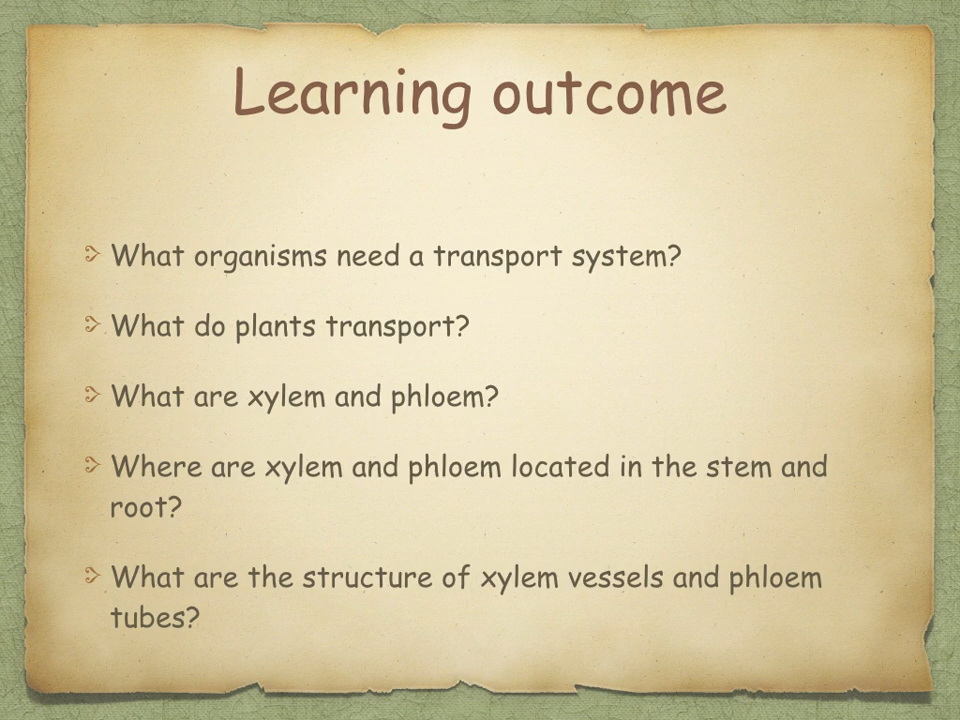 Learning outcome
What organisms need a transport system?
What do plants transport?
What are xylem and phloem?
Where are xylem and phloem located in the stem and
root?
What are the structure of xylem vessels and phloem
tubes?